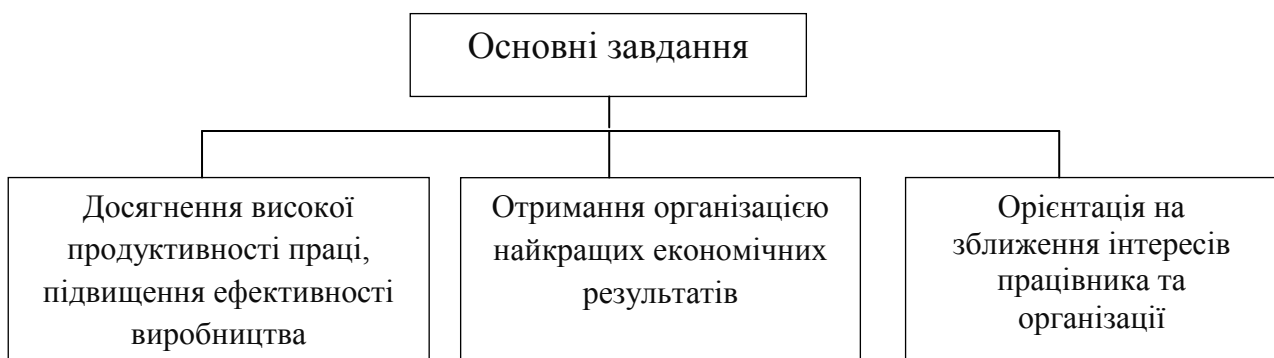 Основні завдання
Досягнення високої
продуктивності праці,
підвищення ефективності
виробництва
Отримання організацією
найкращих економічних
результатів
Орієнтація на
зближення інтересів
працівника та
організації